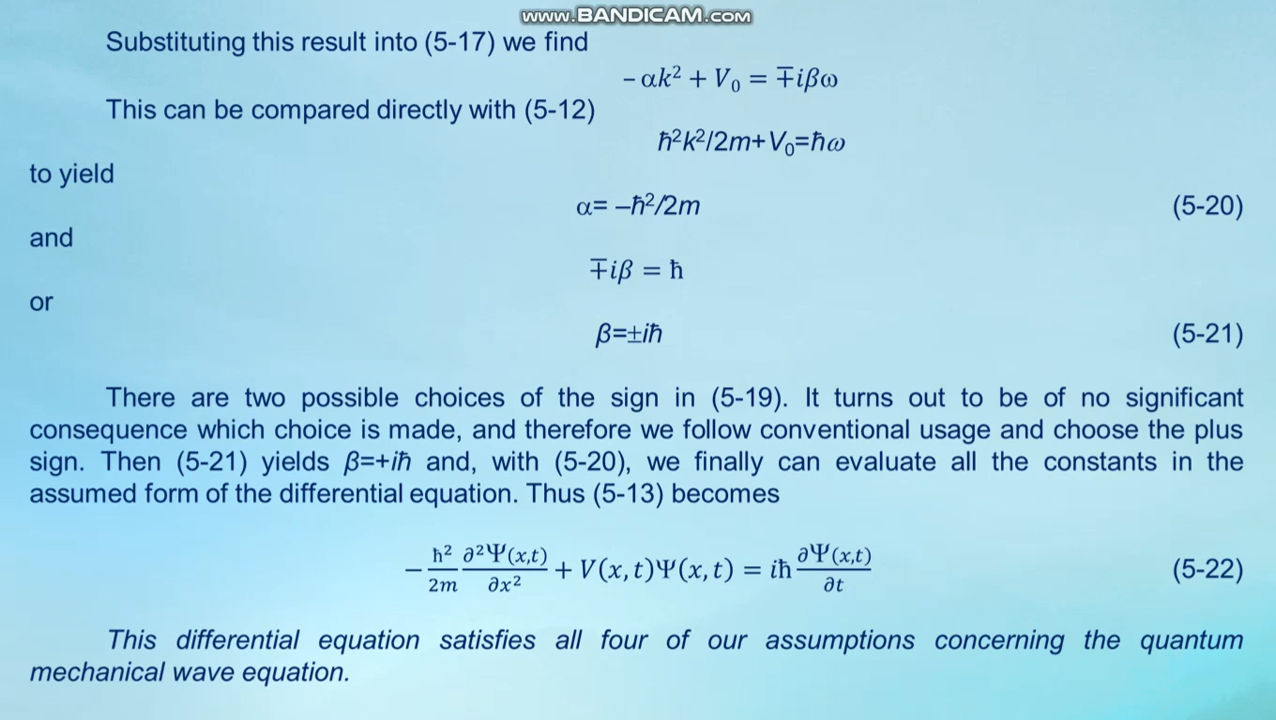 www.BANDICAM.com
Substituting this result into (5-17) we find
− αk² + V₀ = ∓iβω
This can be compared directly with (5-12)
ħ²k²/2m+V₀=ħω
to yield
α= –ħ²/2m (5-20)
and
∓iβ = ħ
or
β=±iħ (5-21)
There are two possible choices of the sign in (5-19). It turns out to be of no significant
consequence which choice is made, and therefore we follow conventional usage and choose the plus
sign. Then (5-21) yields β=+iħ and, with (5-20), we finally can evaluate all the constants in the
assumed form of the differential equation. Thus (5-13) becomes
− ħ²/2m ∂²Ψ(x,t)/∂x² + V(x, t)Ψ(x, t) = iħ ∂Ψ(x,t)/∂t (5-22)
This differential equation satisfies all four of our assumptions concerning the quantum
mechanical wave equation.